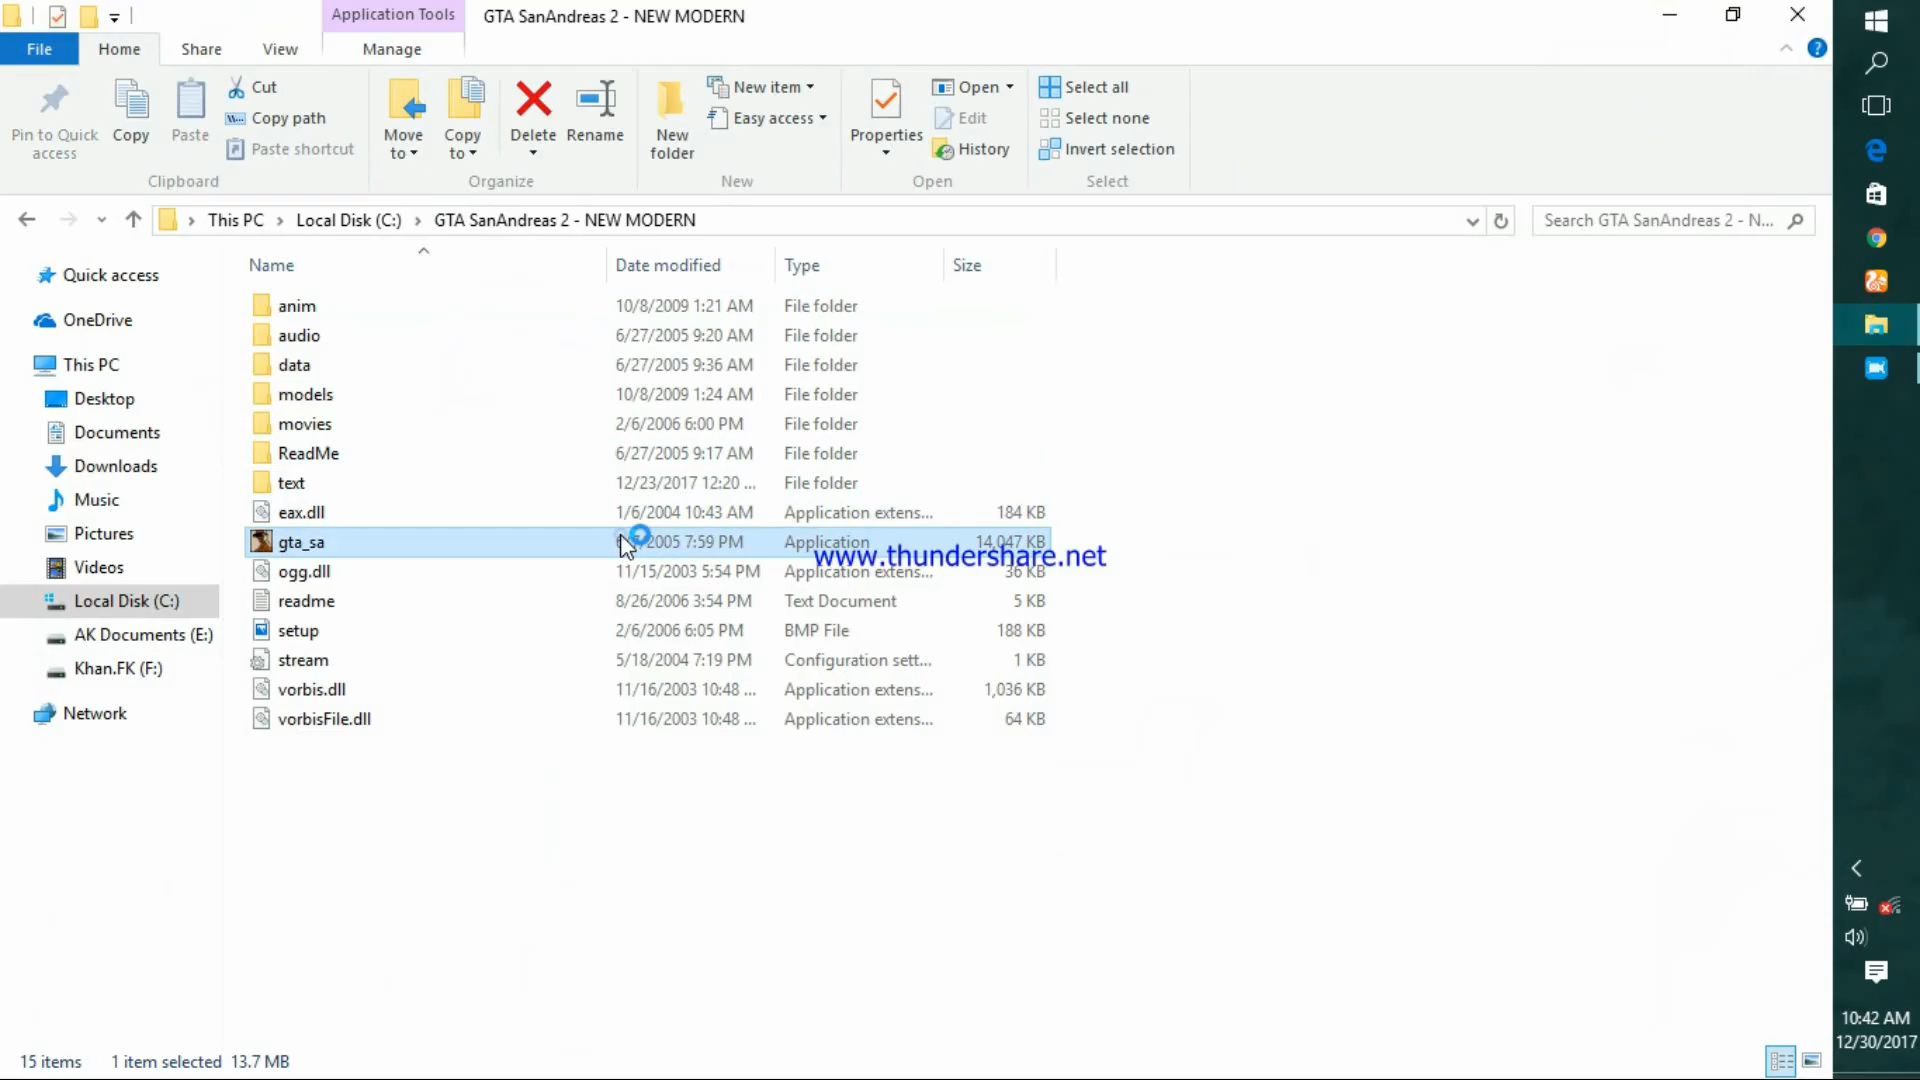 Application Tools
GTA SanAndreas 2 - NEW MODERN
File
Home
Share
View
Manage
Pin to Quick access
Copy
Paste
Cut
Copy path
Paste shortcut
Clipboard
Move to
Copy to
Delete
Rename
Organize
New folder
New item
Easy access
New
Properties
Open
Edit
History
Open
Select all
Select none
Invert selection
Select
This PC
Local Disk (C:)
GTA SanAndreas 2 - NEW MODERN
Search GTA SanAndreas 2 - N...
Quick access
OneDrive
This PC
Desktop
Documents
Downloads
Music
Pictures
Videos
Local Disk (C:)
AK Documents (E:)
Khan.FK (F:)
Network
Name Date modified Type Size
anim 10/8/2009 1:21 AM File folder
audio 6/27/2005 9:20 AM File folder
data 6/27/2005 9:36 AM File folder
models 10/8/2009 1:24 AM File folder
movies 2/6/2006 6:00 PM File folder
ReadMe 6/27/2005 9:17 AM File folder
text 12/23/2017 12:20 ... File folder
eax.dll 1/6/2004 10:43 AM Application extens... 184 KB
gta_sa 7:59 PM Application 14,047 KB
www.thundershare.net
ogg.dll 11/15/2003 5:54 PM Application extens... 36 KB
readme 8/26/2006 3:54 PM Text Document 5 KB
setup 2/6/2006 6:05 PM BMP File 188 KB
stream 5/18/2004 7:19 PM Configuration sett... 1 KB
vorbis.dll 11/16/2003 10:48 ... Application extens... 1,036 KB
vorbisFile.dll 11/16/2003 10:48 ... Application extens... 64 KB
15 items 1 item selected 13.7 MB
10:42 AM
12/30/2017